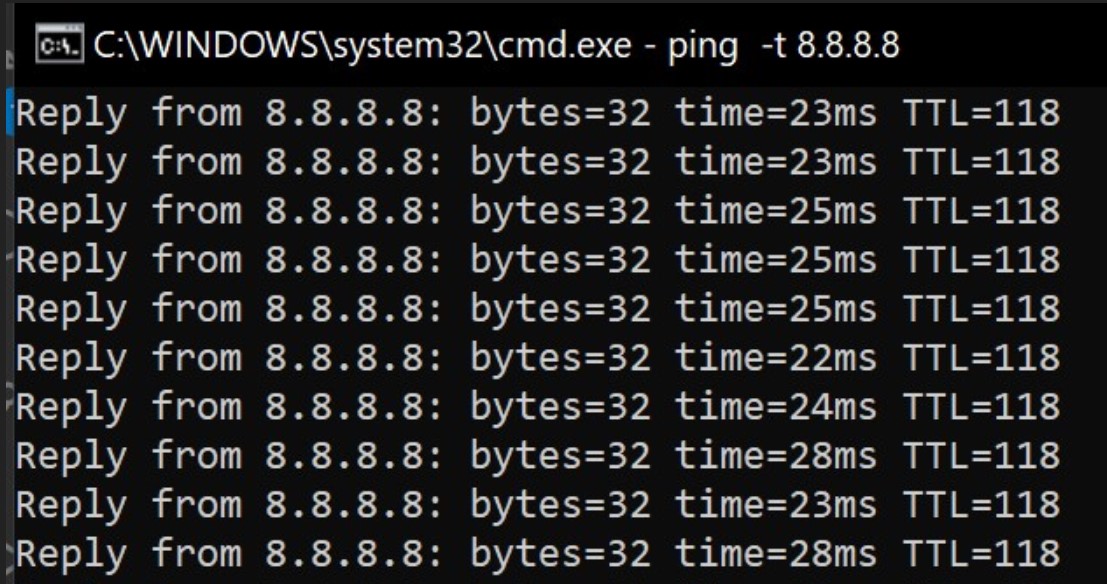 C:\WINDOWS\system32\cmd.exe - ping  -t 8.8.8.8
Reply from 8.8.8.8: bytes=32 time=23ms TTL=118
Reply from 8.8.8.8: bytes=32 time=23ms TTL=118
Reply from 8.8.8.8: bytes=32 time=25ms TTL=118
Reply from 8.8.8.8: bytes=32 time=25ms TTL=118
Reply from 8.8.8.8: bytes=32 time=25ms TTL=118
Reply from 8.8.8.8: bytes=32 time=22ms TTL=118
Reply from 8.8.8.8: bytes=32 time=24ms TTL=118
Reply from 8.8.8.8: bytes=32 time=28ms TTL=118
Reply from 8.8.8.8: bytes=32 time=23ms TTL=118
Reply from 8.8.8.8: bytes=32 time=28ms TTL=118